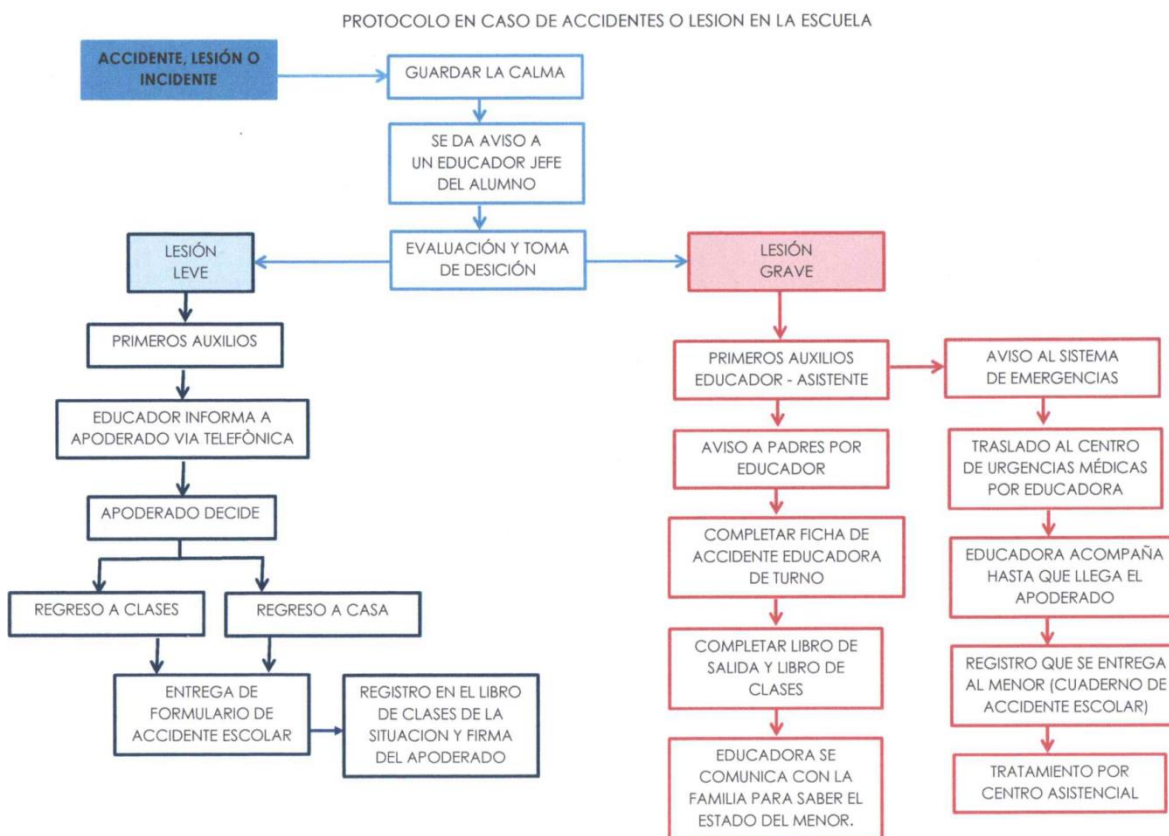 PROTOCOLO EN CASO DE ACCIDENTES O LESION EN LA ESCUELA
ACCIDENTE, LESIÓN O
INCIDENTE
GUARDAR LA CALMA
SE DA AVISO A
UN EDUCADOR JEFE
DEL ALUMNO
EVALUACIÓN Y TOMA
DE DESICIÓN
LESIÓN
LEVE
PRIMEROS AUXILIOS
EDUCADOR INFORMA A
APODERADO VIA TELEFÒNICA
APODERADO DECIDE
REGRESO A CLASES
REGRESO A CASA
ENTREGA DE
FORMULARIO DE
ACCIDENTE ESCOLAR
REGISTRO EN EL LIBRO
DE CLASES DE LA
SITUACION Y FIRMA
DEL APODERADO
LESIÓN
GRAVE
PRIMEROS AUXILIOS
EDUCADOR - ASISTENTE
AVISO A PADRES POR
EDUCADOR
COMPLETAR FICHA DE
ACCIDENTE EDUCADORA
DE TURNO
COMPLETAR LIBRO DE
SALIDA Y LIBRO DE
CLASES
EDUCADORA SE
COMUNICA CON LA
FAMILIA PARA SABER EL
ESTADO DEL MENOR.
AVISO AL SISTEMA
DE EMERGENCIAS
TRASLADO AL CENTRO
DE URGENCIAS MÉDICAS
POR EDUCADORA
EDUCADORA ACOMPAÑA
HASTA QUE LLEGA EL
APODERADO
REGISTRO QUE SE ENTREGA
AL MENOR (CUADERNO DE
ACCIDENTE ESCOLAR)
TRATAMIENTO POR
CENTRO ASISTENCIAL